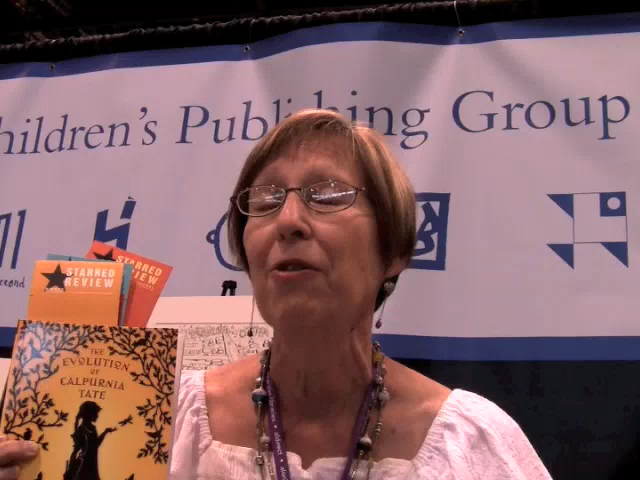 hildren's Publishing Group
STARRED
REVIEW
STARRED
REVIEW
THE
EVOLUTION
OF
CALPURNIA
TATE